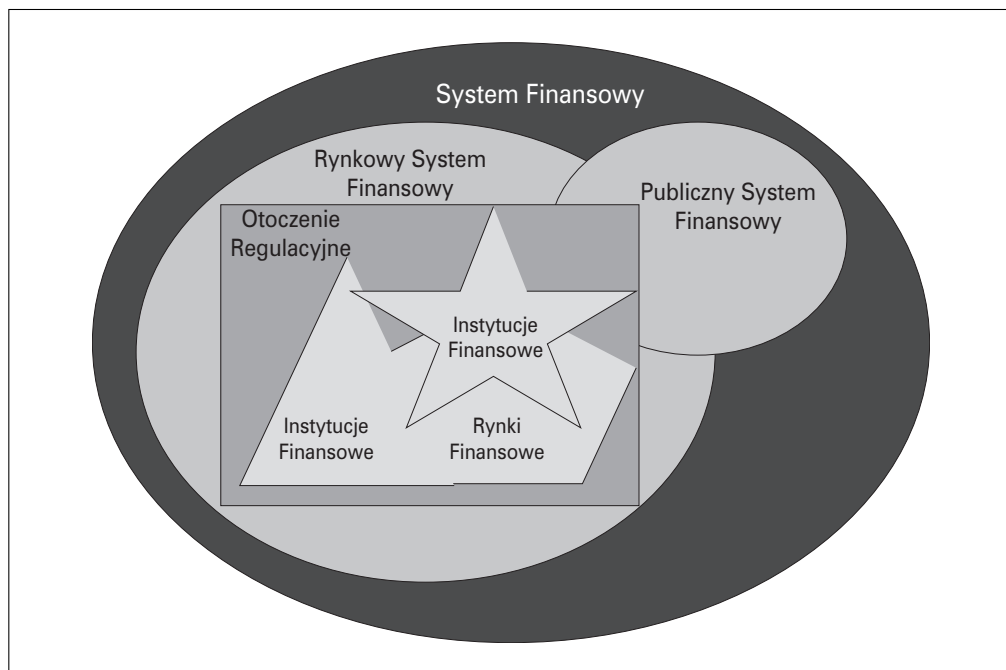 System Finansowy
Rynkowy System
Finansowy
Publiczny System
Finansowy
Otoczenie
Regulacyjne
Instytucje
Finansowe
Instytucje
Finansowe
Rynki
Finansowe